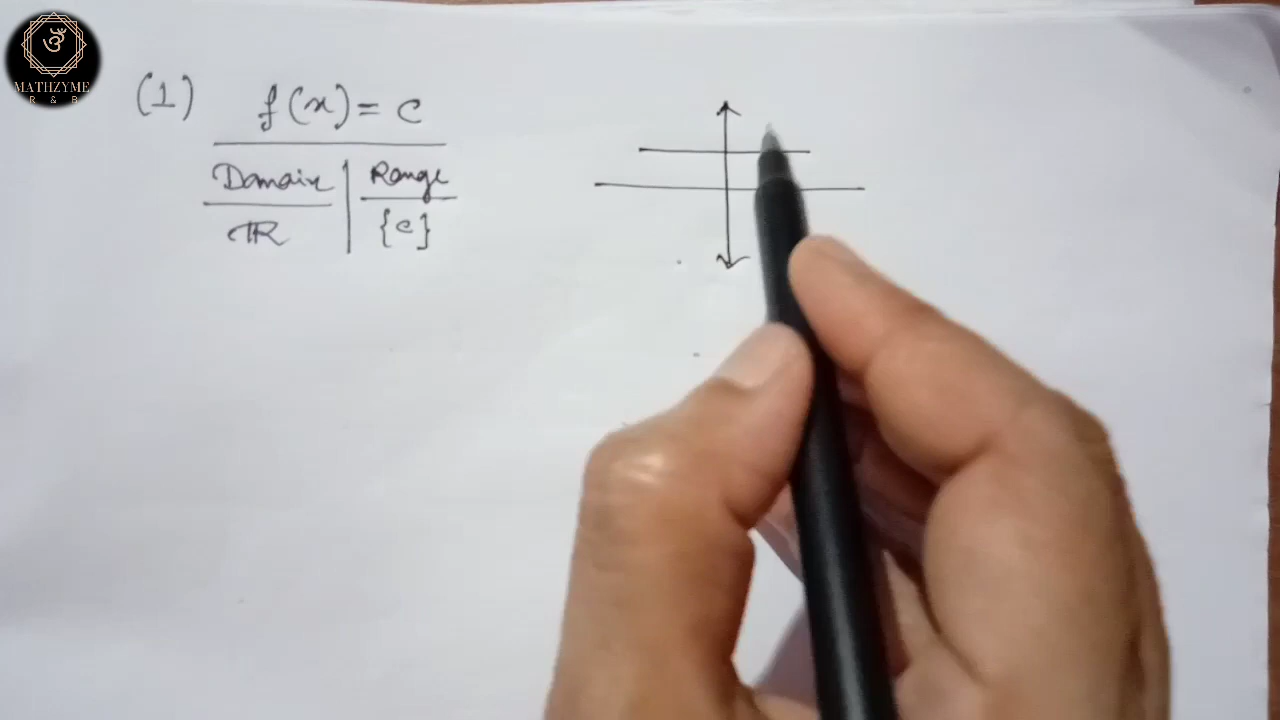 ॐ
MATHZYME
R & B
(1) f(x) = c
Domain | Range
ℝ | {c}